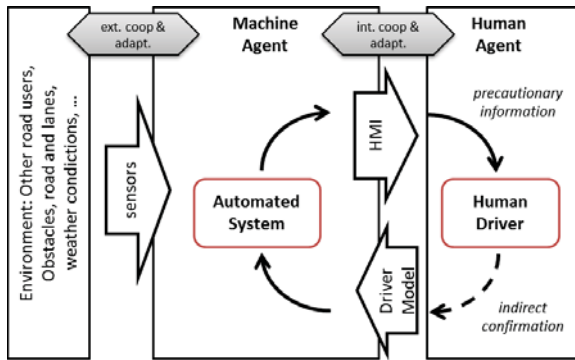 ext. coop &
adapt.
Machine
Agent
int. coop &
adapt.
Human
Agent
Environment: Other road users,
Obstacles, road and lanes,
weather condictions, ...
sensors
HMI
precautionary
information
Automated
System
Human
Driver
Driver
Model
indirect
confirmation